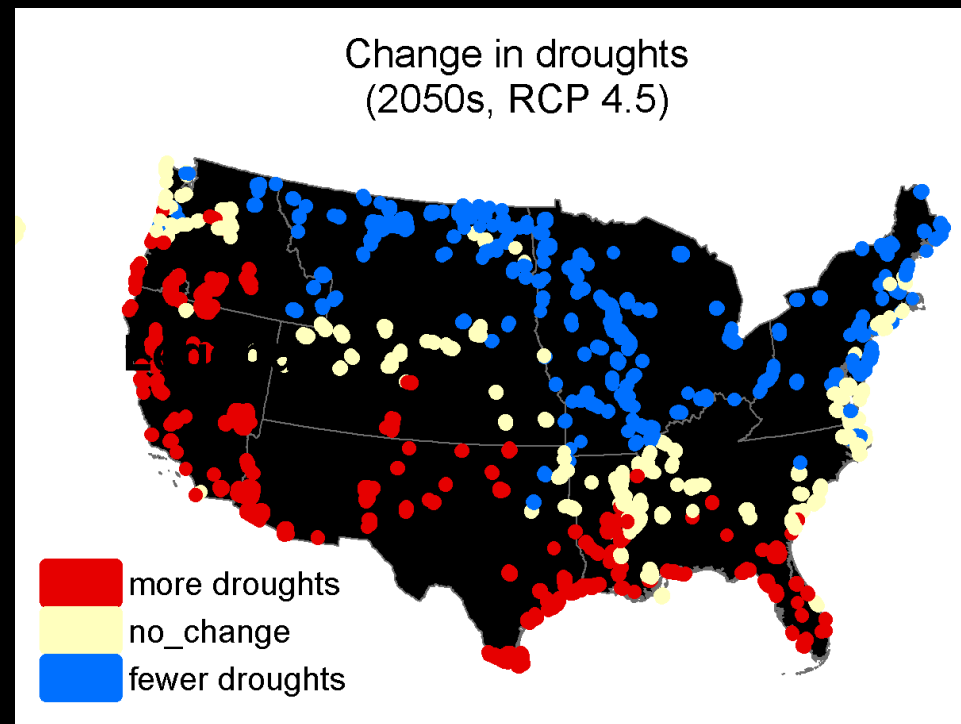 Change in droughts
(2050s, RCP 4.5)
more droughts
no_change
fewer droughts